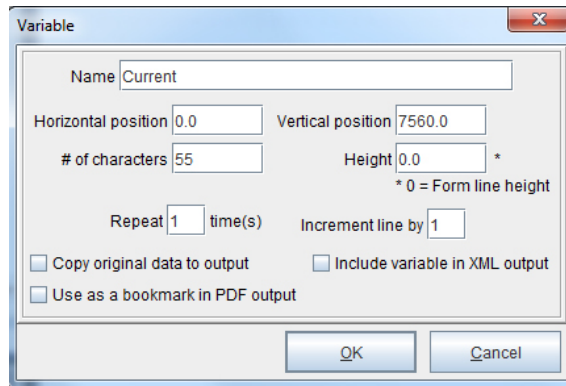 Variable
Name Current
Horizontal position 0.0 Vertical position 7560.0
# of characters 55 Height 0.0 *
* 0 = Form line height
Repeat 1 time(s) Increment line by 1
Copy original data to output Include variable in XML output
Use as a bookmark in PDF output
OK Cancel